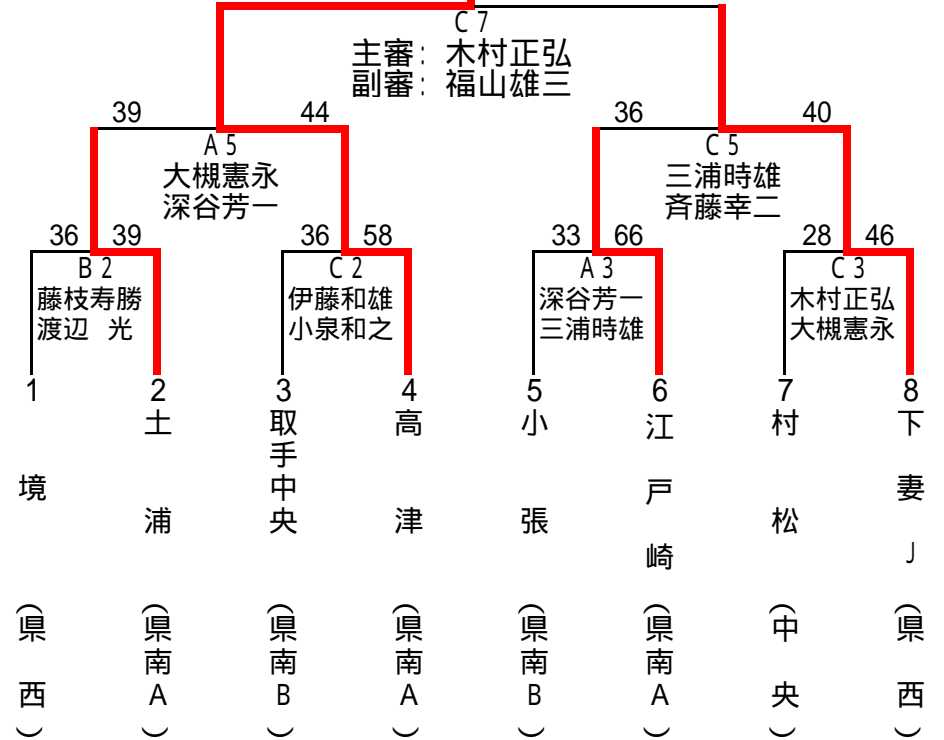 C7
主審：木村正弘
副審：福山雄三
39 44 36 40
A5
大槻憲永
深谷芳一
C5
三浦時雄
斉藤幸二
36 39 36 58 33 66 28 46
B2
藤枝寿勝
渡辺 光
C2
伊藤和雄
小泉和之
A3
深谷芳一
三浦時雄
C3
木村正弘
大槻憲永
1 2 3 4 5 6 7 8
境（県西）
土浦（県南A）
取手中央（県南B）
高津（県南A）
小張（県南B）
江戸崎（県南A）
村松（中央）
下妻J（県西）